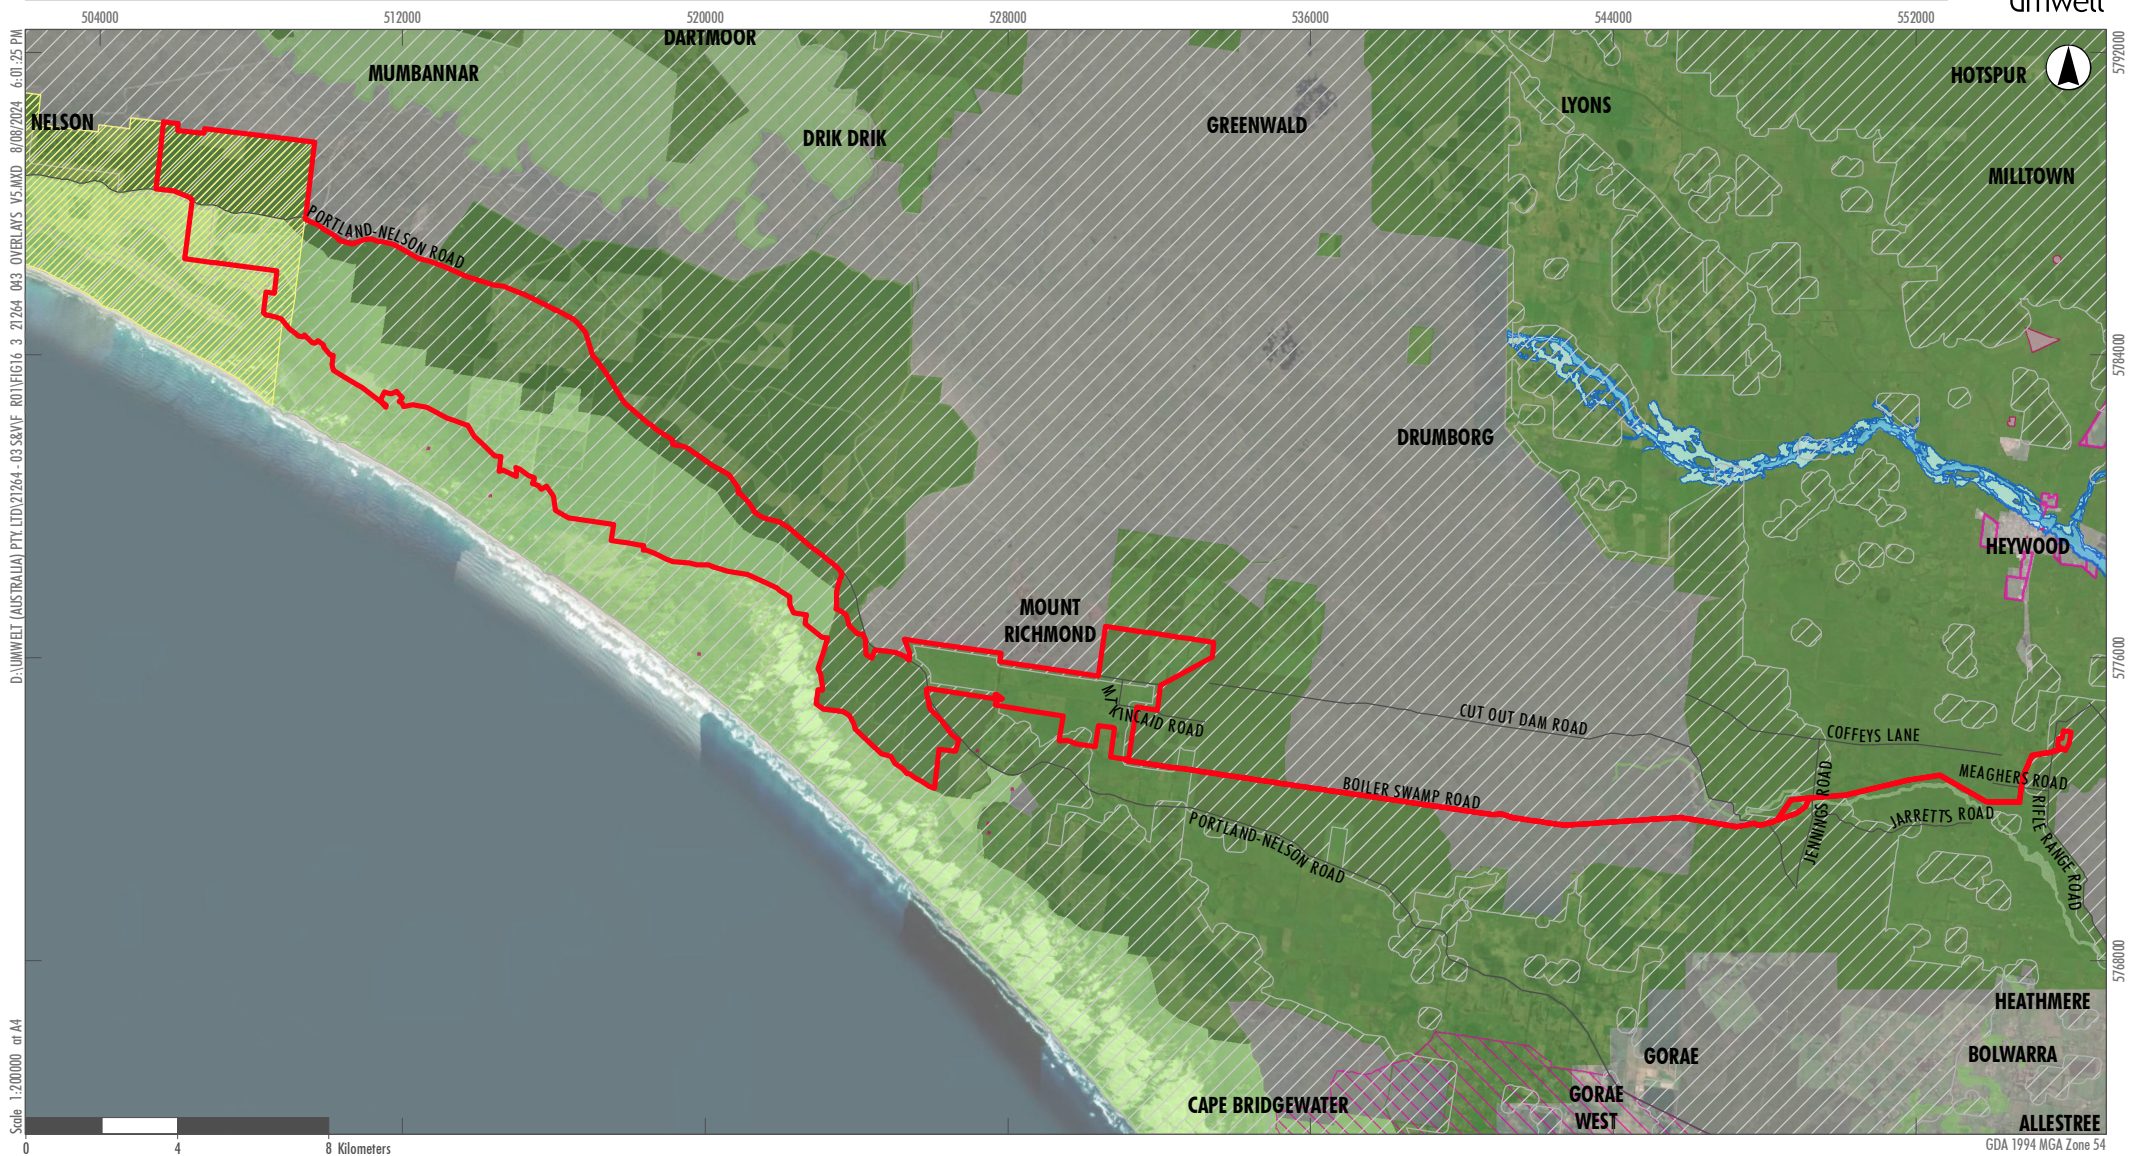 umwelt
504000
512000
520000
528000
536000
544000
552000
5792000
5784000
5776000
5768000
D:\UMWELT (AUSTRALIA) PTY. LTD\21264 - 03 S&V\F R01\FIG16 3 21264 043 OVERLAYS V5.MXD 8/08/2024 6:01:25 PM
Scale 1:200000 at A4
DARTMOOR
MUMBANNAR
NELSON
DRIK DRIK
GREENWALD
LYONS
HOTSPUR
MILLTOWN
PORTLAND-NELSON ROAD
DRUMBORG
HEYWOOD
MOUNT
RICHMOND
MT KINCAID ROAD
CUT OUT DAM ROAD
COFFEYS LANE
MEAGHERS ROAD
BOILER SWAMP ROAD
JENNINGS ROAD
JARRETTS ROAD
RIFLE RANGE ROAD
PORTLAND-NELSON ROAD
HEATHMERE
GORAE
BOLWARRA
CAPE BRIDGEWATER
GORAE
WEST
ALLESTREE
0
4
8 Kilometers
GDA 1994 MGA Zone 54